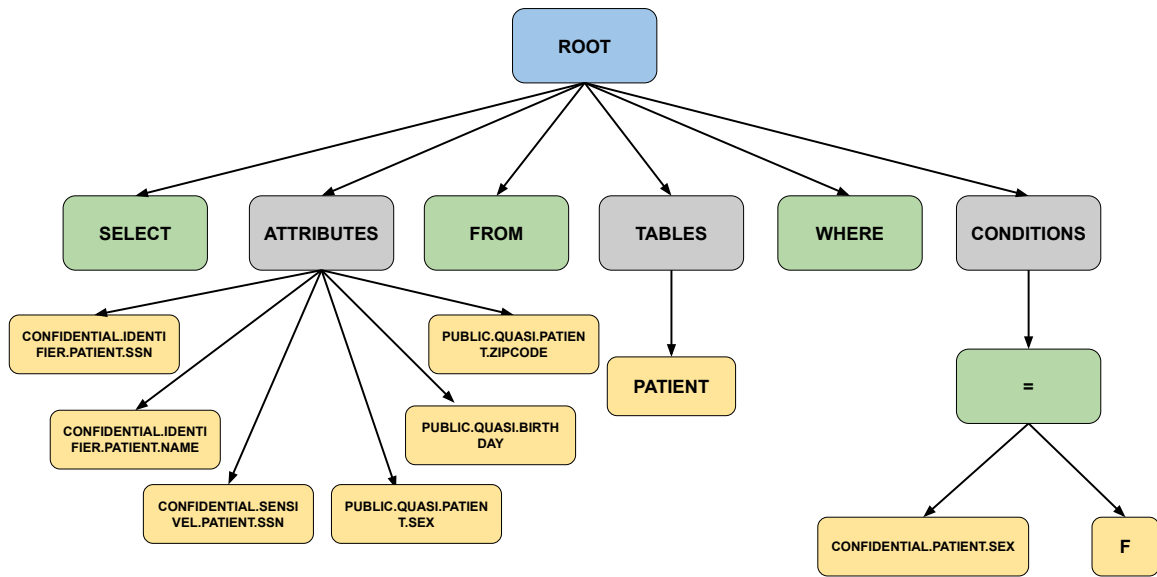 ROOT
SELECT
ATTRIBUTES
FROM
TABLES
WHERE
CONDITIONS
CONFIDENTIAL.IDENTI
FIER.PATIENT.SSN
PUBLIC.QUASI.PATIEN
T.ZIPCODE
PATIENT
=
CONFIDENTIAL.IDENTI
FIER.PATIENT.NAME
PUBLIC.QUASI.BIRTH
DAY
CONFIDENTIAL.SENSI
VEL.PATIENT.SSN
PUBLIC.QUASI.PATIEN
T.SEX
CONFIDENTIAL.PATIENT.SEX
F